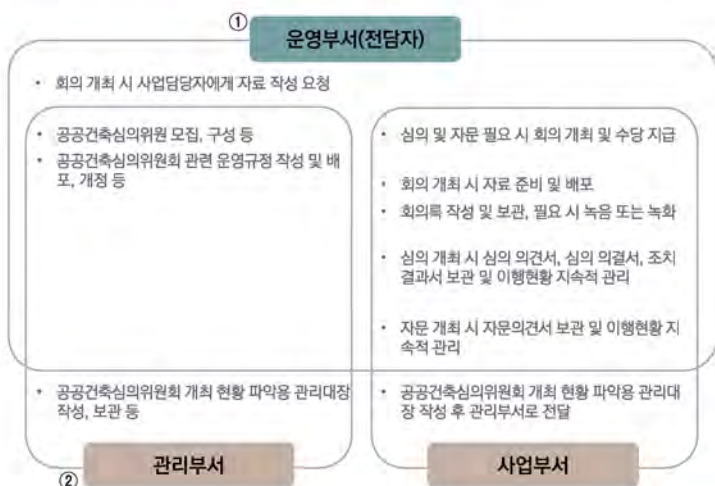 ①
운영부서(전담자)
• 회의 개최 시 사업담당자에게 자료 작성 요청
• 공공건축심의위원 모집, 구성 등
• 공공건축심의위원회 관련 운영규정 작성 및 배
포, 개정 등
• 심의 및 자문 필요 시 회의 개최 및 수당 지급
• 회의 개최 시 자료 준비 및 배포
• 회의록 작성 및 보관, 필요 시 녹음 또는 녹화
• 심의 개최 시 심의 의견서, 심의 의결서, 조치
결과서 보관 및 이행현황 지속적 관리
• 자문 개최 시 자문의견서 보관 및 이행현황 지
속적 관리
• 공공건축심의위원회 개최 현황 파악용 관리대장
작성, 보관 등
• 공공건축심의위원회 개최 현황 파악용 관리대
장 작성 후 관리부서로 전달
관리부서
②
사업부서